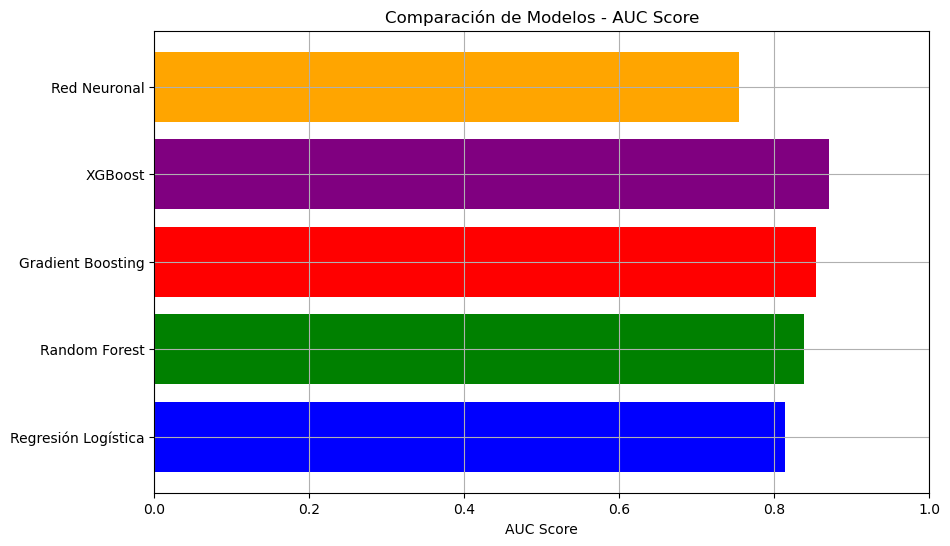 Comparación de Modelos - AUC Score
Red Neuronal
XGBoost
Gradient Boosting
Random Forest
Regresión Logística
0.0 0.2 0.4 0.6 0.8 1.0
AUC Score